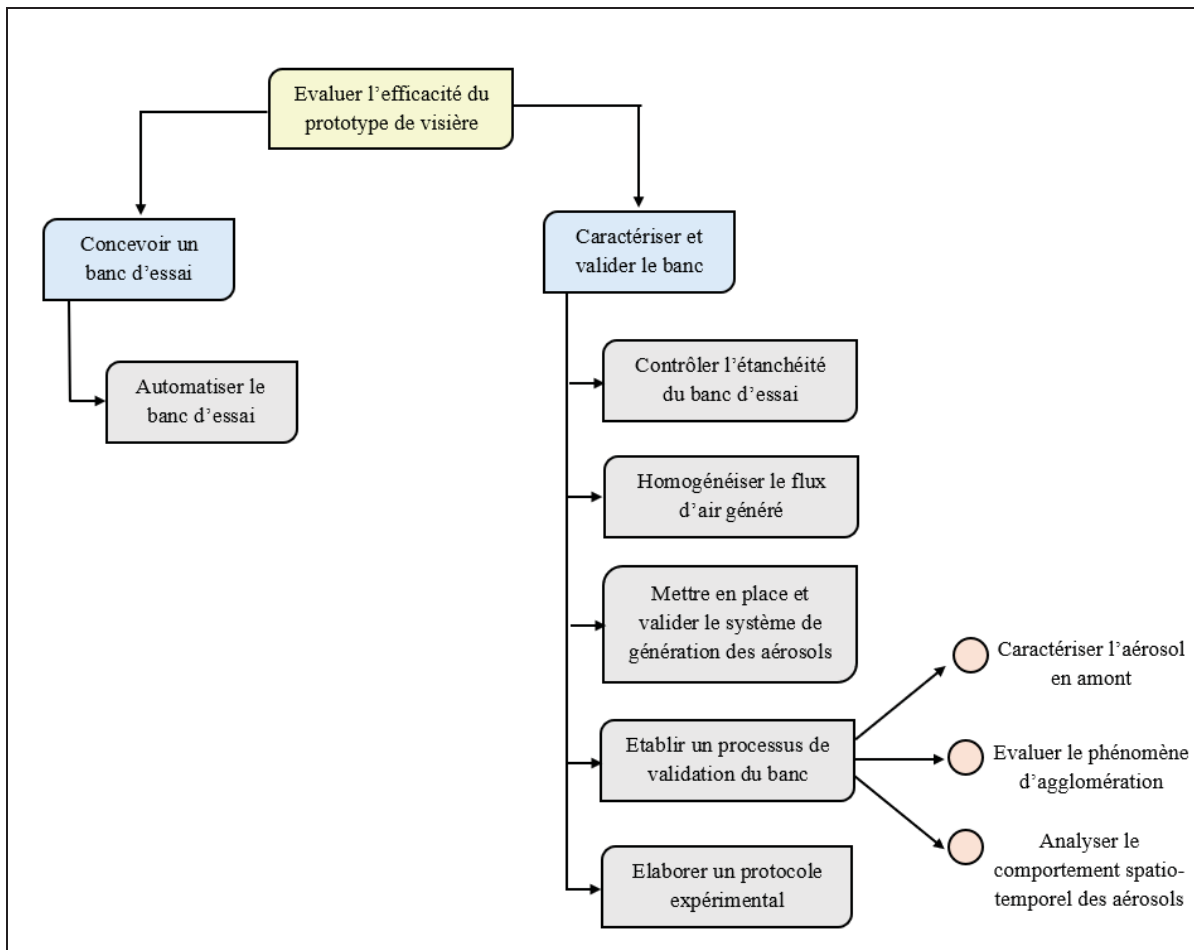 Evaluer l’efficacité du
prototype de visière
Concevoir un
banc d’essai
Automatiser le
banc d’essai
Caractériser et
valider le banc
Contrôler l’étanchéité
du banc d’essai
Homogénéiser le flux
d’air généré
Mettre en place et
valider le système de
génération des aérosols
Etablir un processus de
validation du banc
Caractériser l’aérosol
en amont
Evaluer le phénomène
d’agglomération
Analyser le
comportement spatio-
temporel des aérosols
Elaborer un protocole
expérimental